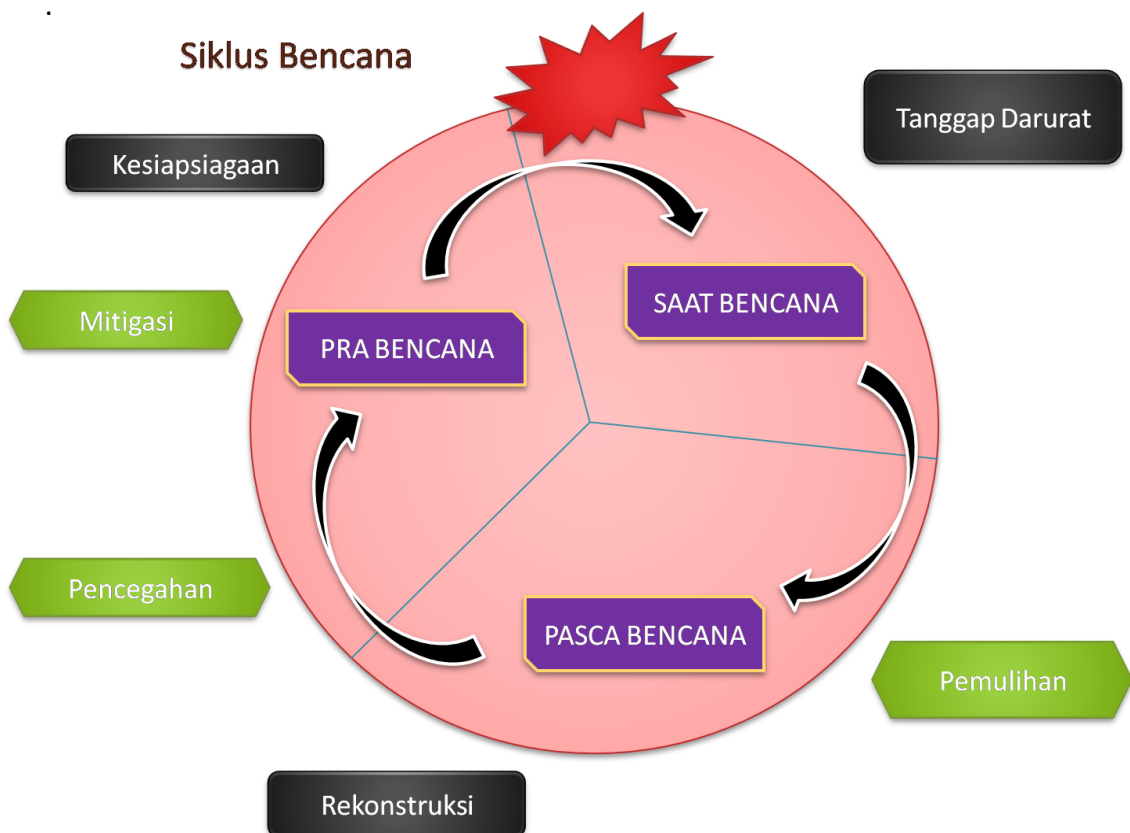 .
Siklus Bencana
Tanggap Darurat
Kesiapsiagaan
SAAT BENCANA
Mitigasi
PRA BENCANA
Pencegahan
PASCA BENCANA
Pemulihan
Rekonstruksi